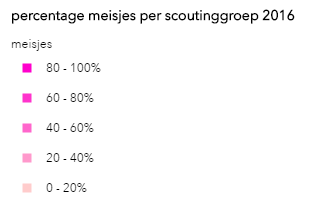 percentage meisjes per scoutinggroep 2016
meisjes
80 - 100%
60 - 80%
40 - 60%
20 - 40%
0 - 20%